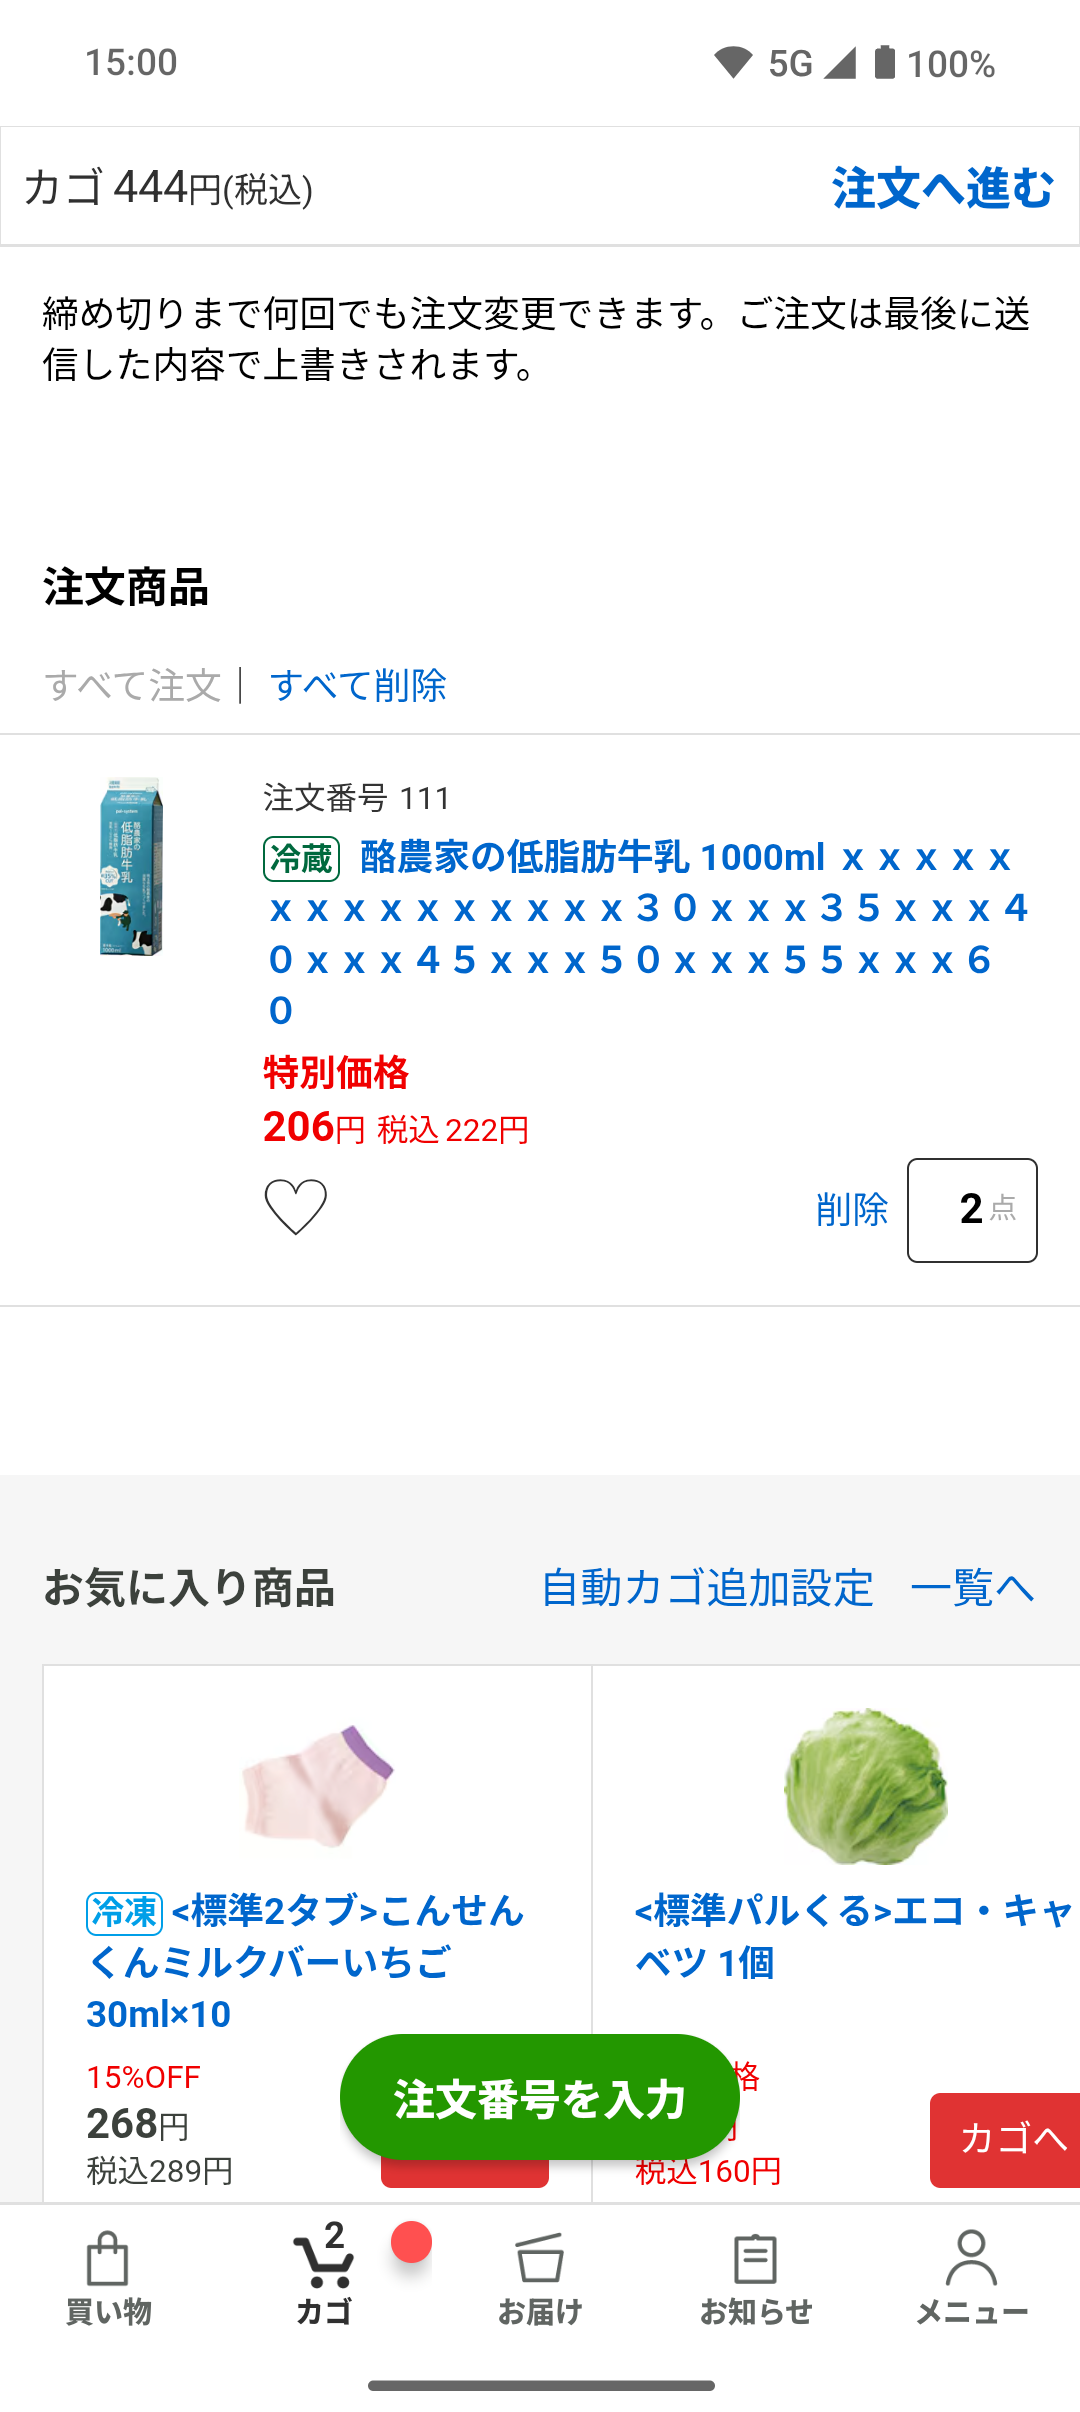 15:00 5G 100%
カゴ 444円(税込) 注文へ進む
締め切りまで何回でも注文変更できます。ご注文は最後に送
信した内容で上書きされます。
注文商品
すべて注文 | すべて削除
注文番号 111
冷蔵 酪農家の低脂肪牛乳 1000ml ｘｘｘｘｘ
ｘｘｘｘｘｘｘｘｘｘ３０ｘｘｘ３５ｘｘｘ４
０ｘｘｘ４５ｘｘｘ５０ｘｘｘ５５ｘｘｘ６
０
特別価格
206円 税込 222円
削除 2 点
お気に入り商品 自動カゴ追加設定 一覧へ
冷凍 <標準2タブ>こんせん
くんミルクバーいちご
30ml×10
15%OFF
268円
税込289円
<標準パルくる>エコ・キャ
ベツ 1個
格
円
税込160円
カゴへ
注文番号を入力
2
買い物 カゴ お届け お知らせ メニュー